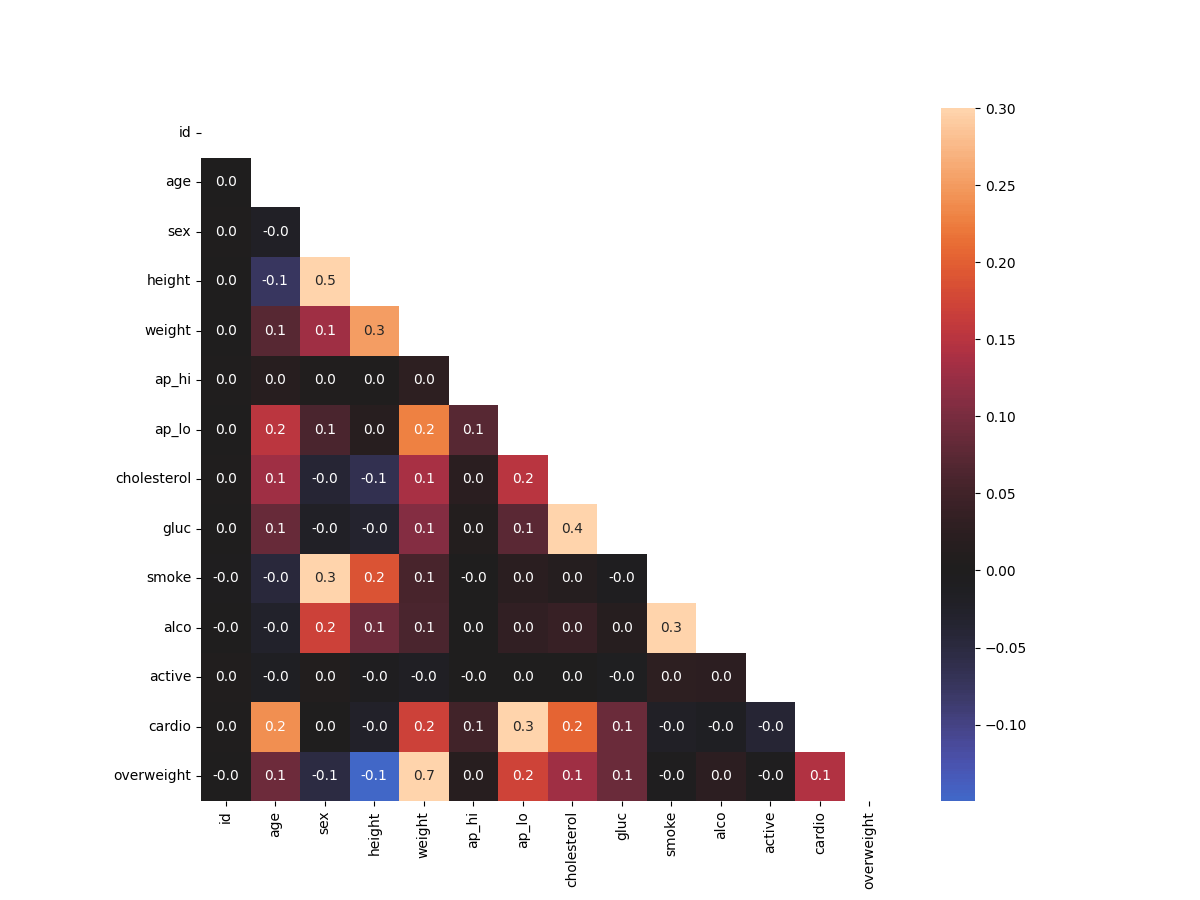 id
age 0.0
sex 0.0 -0.0
height 0.0 -0.1 0.5
weight 0.0 0.1 0.1 0.3
ap_hi 0.0 0.0 0.0 0.0 0.0
ap_lo 0.0 0.2 0.1 0.0 0.2 0.1
cholesterol 0.0 0.1 -0.0 -0.1 0.1 0.0 0.2
gluc 0.0 0.1 -0.0 -0.0 0.1 0.0 0.1 0.4
smoke -0.0 -0.0 0.3 0.2 0.1 -0.0 0.0 0.0 -0.0
alco -0.0 -0.0 0.2 0.1 0.1 0.0 0.0 0.0 0.0 0.3
active 0.0 -0.0 0.0 -0.0 -0.0 -0.0 0.0 0.0 -0.0 0.0 0.0
cardio 0.0 0.2 0.0 -0.0 0.2 0.1 0.3 0.2 0.1 -0.0 -0.0 -0.0
overweight -0.0 0.1 -0.1 -0.1 0.7 0.0 0.2 0.1 0.1 -0.0 0.0 -0.0 0.1
id age sex height weight ap_hi ap_lo cholesterol gluc smoke alco active cardio overweight
0.30
0.25
0.20
0.15
0.10
0.05
0.00
−0.05
−0.10